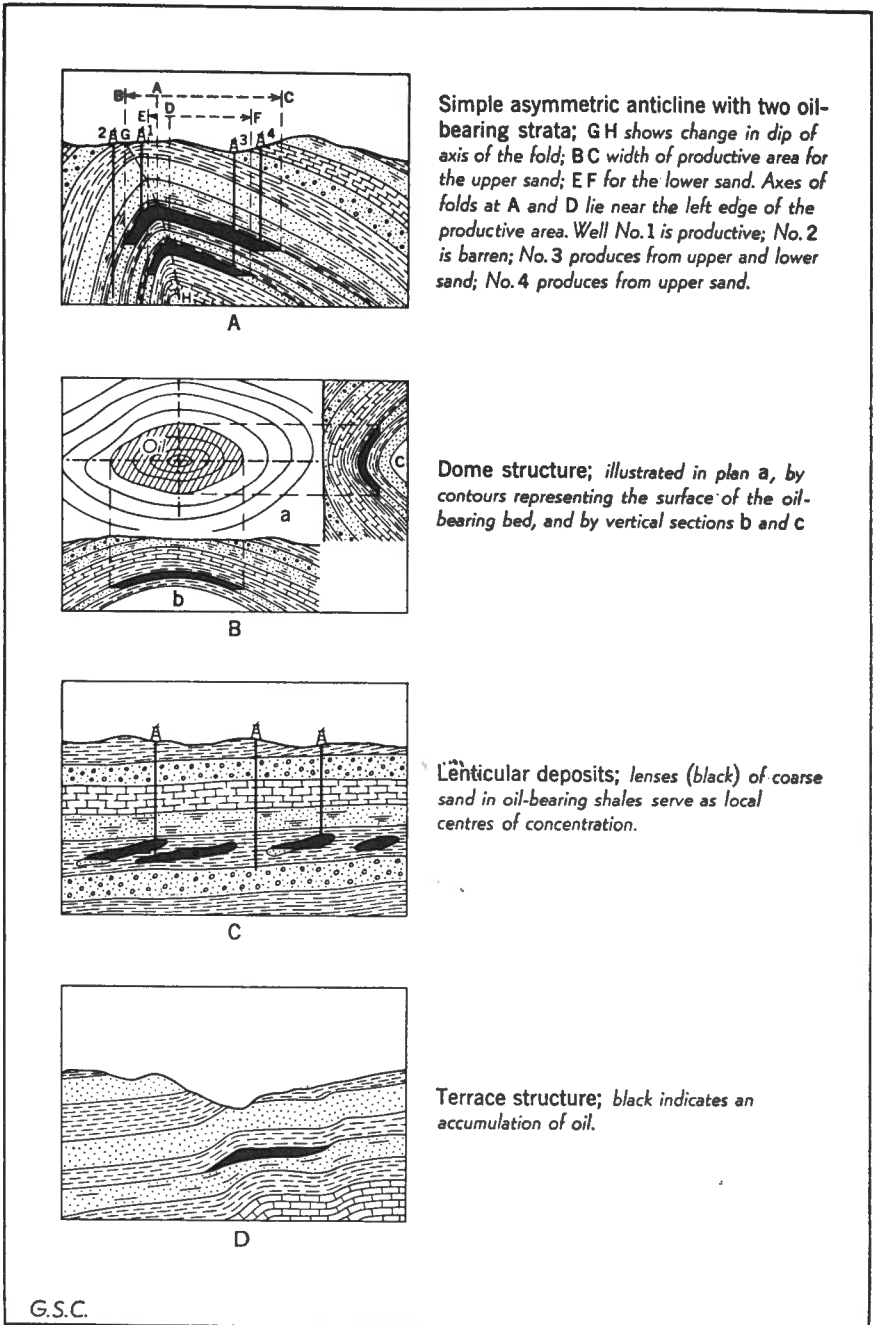 A
B C
D
E F
2 G 1 3 4
H
A
Simple asymmetric anticline with two oil-
bearing strata; G H shows change in dip of
axis of the fold; B C width of productive area for
the upper sand; E F for the lower sand. Axes of
folds at A and D lie near the left edge of the
productive area. Well No. 1 is productive; No. 2
is barren; No. 3 produces from upper and lower
sand; No. 4 produces from upper sand.
Oil
a
c
b
B
Dome structure; illustrated in plan a, by
contours representing the surface of the oil-
bearing bed, and by vertical sections b and c
C
Lenticular deposits; lenses (black) of coarse
sand in oil-bearing shales serve as local
centres of concentration.
D
Terrace structure; black indicates an
accumulation of oil.
G.S.C.